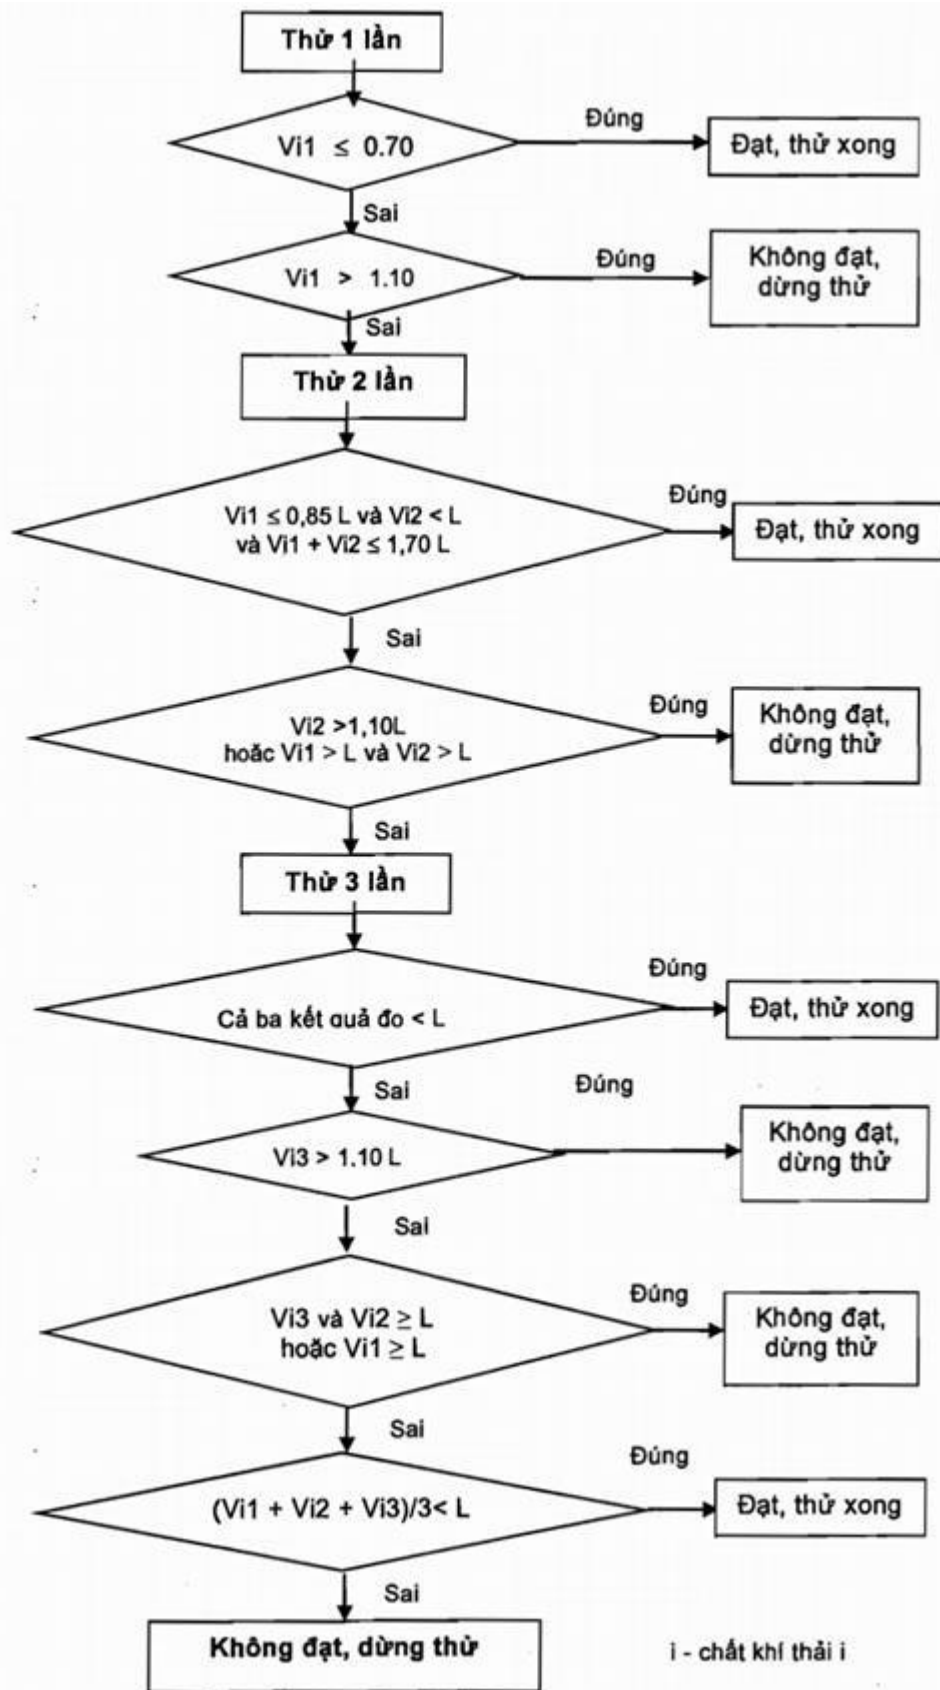 Thử 1 lần
Đúng
Vi1 ≤ 0.70
Đạt, thử xong
Sai
Vi1 > 1.10
Đúng
Không đạt,
dừng thử
Sai
Thử 2 lần
Đúng
Vi1 ≤ 0,85 L và Vi2 < L
và Vi1 + Vi2 ≤ 1,70 L
Đạt, thử xong
Sai
Đúng
Vi2 >1,10L
hoặc Vi1 > L và Vi2 > L
Không đạt,
dừng thử
Sai
Thử 3 lần
Đúng
Cả ba kết quả đo < L
Đạt, thử xong
Sai
Đúng
Vi3 > 1.10 L
Không đạt,
dừng thử
Sai
Đúng
Vi3 và Vi2 ≥ L
hoặc Vi1 ≥ L
Không đạt,
dừng thử
Sai
Đúng
(Vi1 + Vi2 + Vi3)/3< L
Đạt, thử xong
Sai
Không đạt, dừng thử
i - chất khí thải i